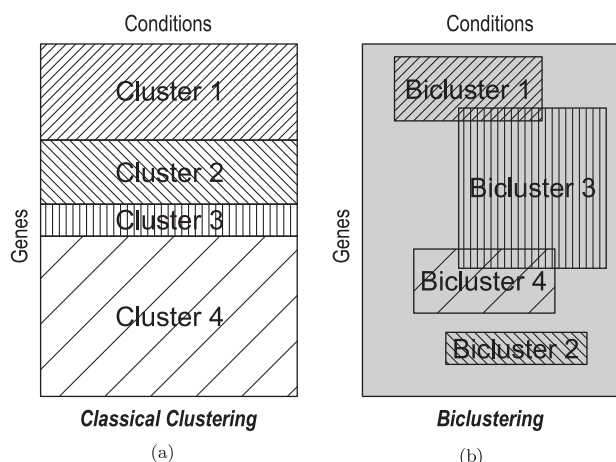 Conditions
Genes
Cluster 1
Cluster 2
Cluster 3
Cluster 4
Classical Clustering
(a)
Conditions
Genes
Bicluster 1
Bicluster 3
Bicluster 4
Bicluster 2
Biclustering
(b)